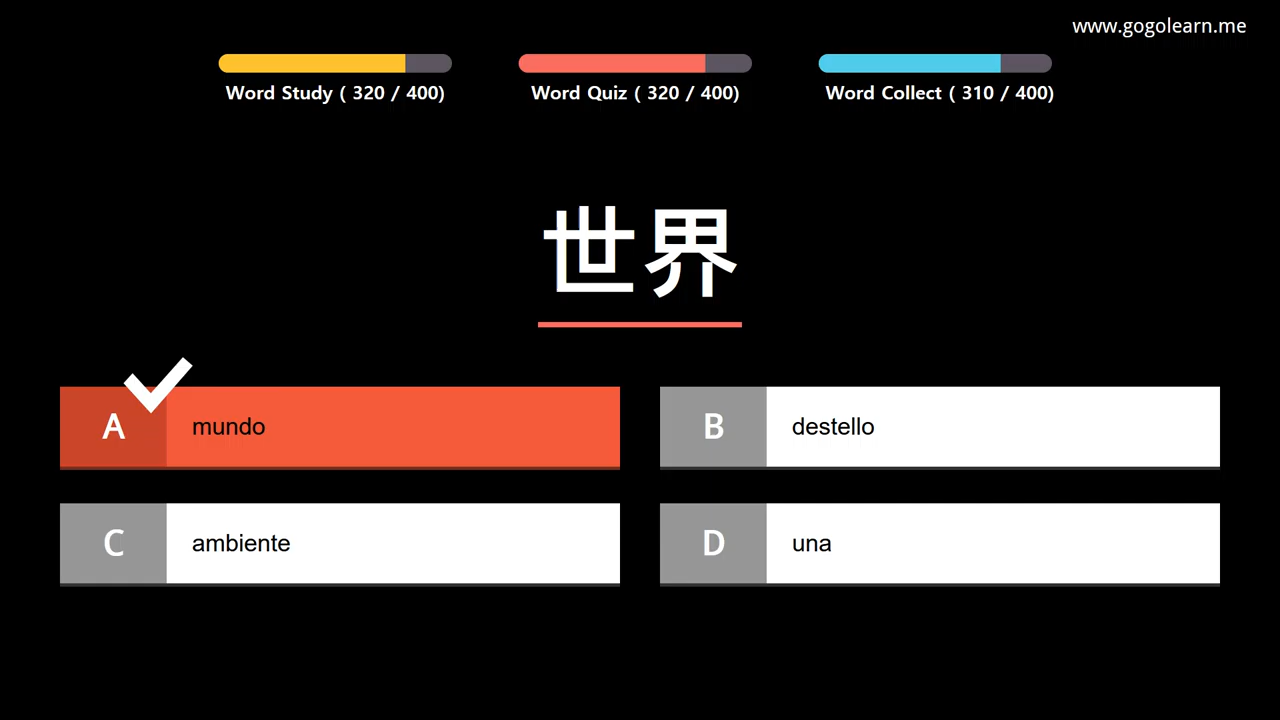 www.gogolearn.me
Word Study ( 320 / 400)
Word Quiz ( 320 / 400)
Word Collect ( 310 / 400)
世界
A mundo
B destello
C ambiente
D una